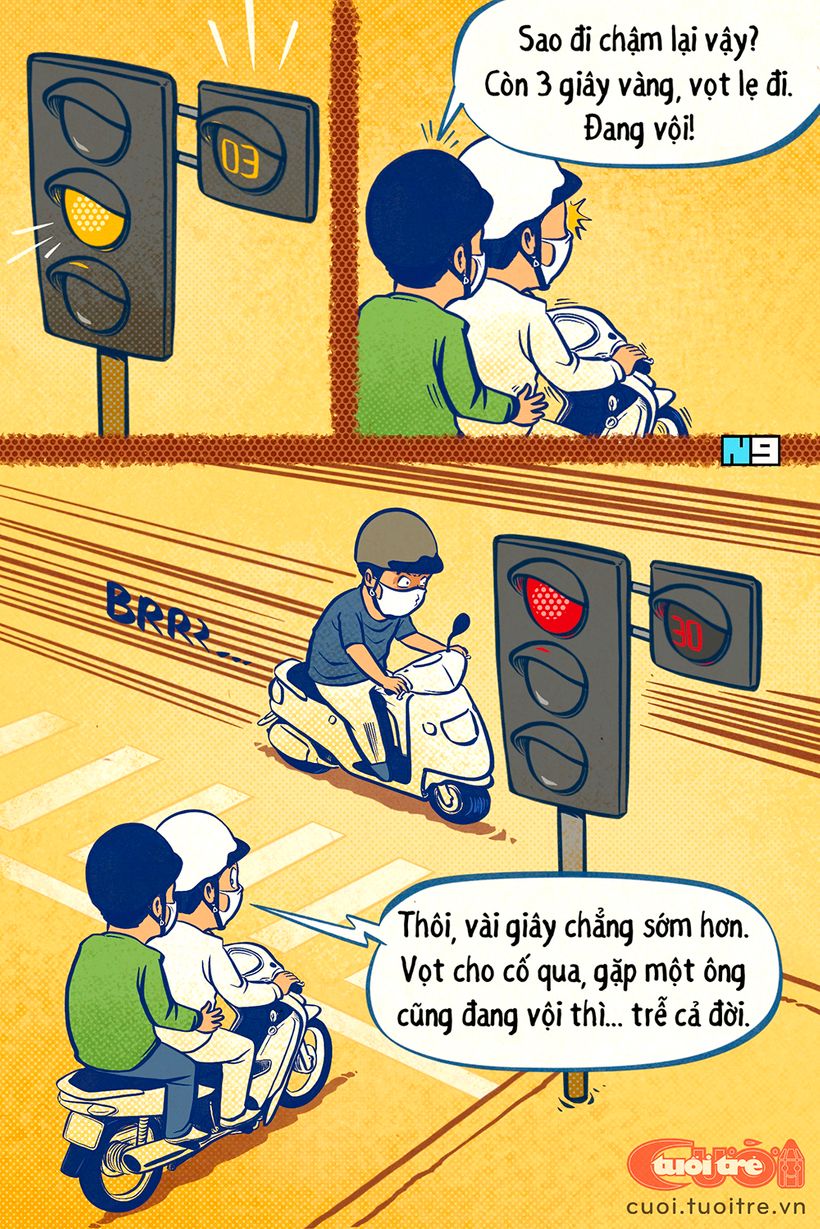 03
Sao đi chậm lại vậy?
Còn 3 giây vàng, vọt lẹ đi.
Đang vội!
N9
BRRR...
30
Thôi, vài giây chẳng sớm hơn.
Vọt cho cố qua, gặp một ông
cũng đang vội thì... trễ cả đời.
tuổi trẻ
CƯỜI
cuoi.tuoitre.vn